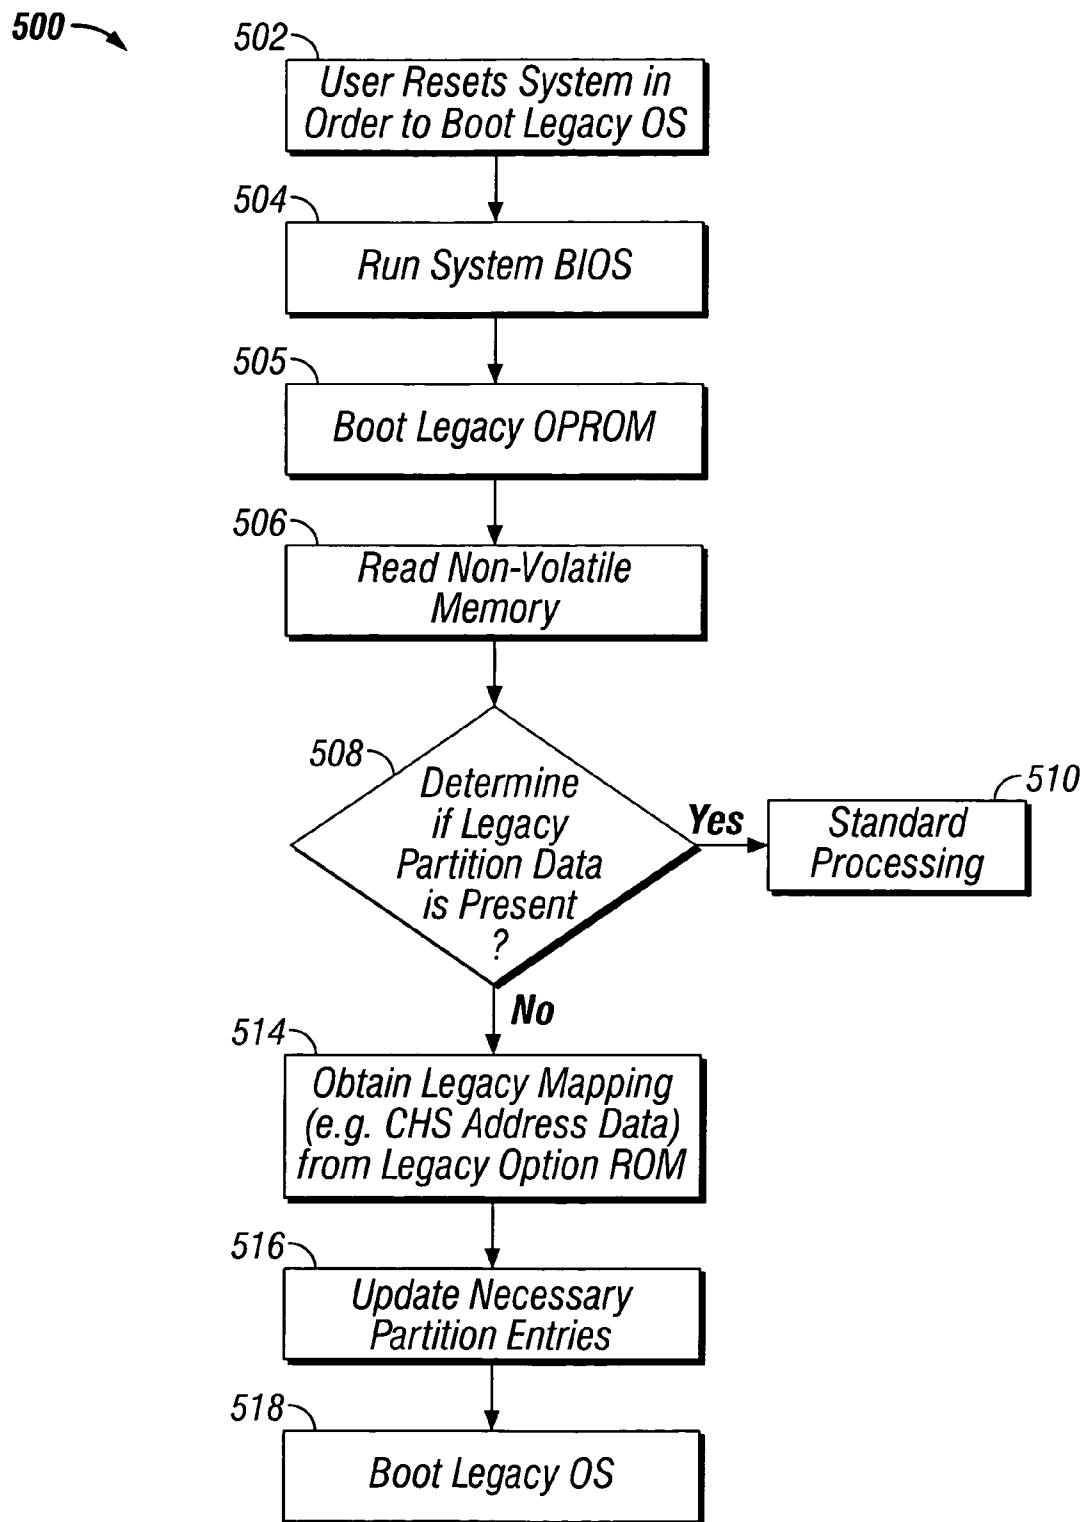 500
502
User Resets System in
Order to Boot Legacy OS
504
Run System BIOS
505
Boot Legacy OPROM
506
Read Non-Volatile
Memory
508
Determine
if Legacy
Partition Data
is Present
?
Yes
510
Standard
Processing
No
514
Obtain Legacy Mapping
(e.g. CHS Address Data)
from Legacy Option ROM
516
Update Necessary
Partition Entries
518
Boot Legacy OS